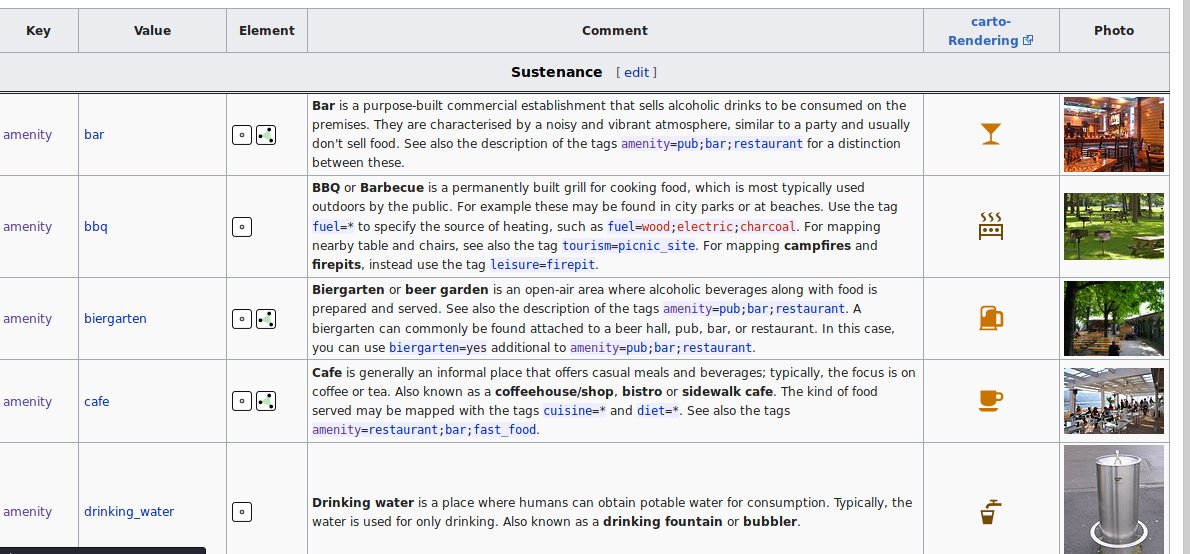 Key Value Element Comment carto-
Rendering Photo
Sustenance [ edit ]
amenity bar Bar is a purpose-built commercial establishment that sells alcoholic drinks to be consumed on the
premises. They are characterised by a noisy and vibrant atmosphere, similar to a party and usually
don't sell food. See also the description of the tags amenity=pub;bar;restaurant for a distinction
between these.
amenity bbq BBQ or Barbecue is a permanently built grill for cooking food, which is most typically used
outdoors by the public. For example these may be found in city parks or at beaches. Use the tag
fuel=* to specify the source of heating, such as fuel=wood;electric;charcoal. For mapping
nearby table and chairs, see also the tag tourism=picnic_site. For mapping campfires and
firepits, instead use the tag leisure=firepit.
amenity biergarten Biergarten or beer garden is an open-air area where alcoholic beverages along with food is
prepared and served. See also the description of the tags amenity=pub;bar;restaurant. A
biergarten can commonly be found attached to a beer hall, pub, bar, or restaurant. In this case,
you can use biergarten=yes additional to amenity=pub;bar;restaurant.
amenity cafe Cafe is generally an informal place that offers casual meals and beverages; typically, the focus is on
coffee or tea. Also known as a coffeehouse/shop, bistro or sidewalk cafe. The kind of food
served may be mapped with the tags cuisine=* and diet=*. See also the tags
amenity=restaurant;bar;fast_food.
amenity drinking_water Drinking water is a place where humans can obtain potable water for consumption. Typically, the
water is used for only drinking. Also known as a drinking fountain or bubbler.